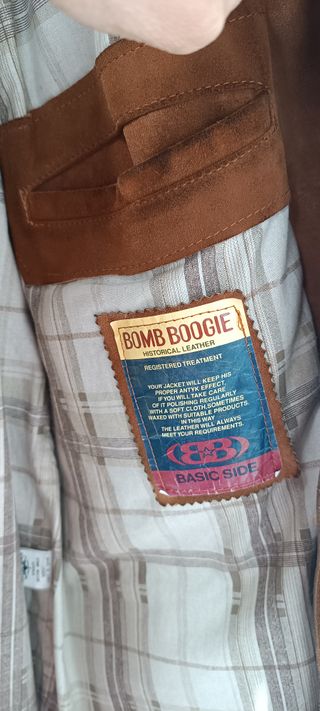 BOMB BOOGIE
HISTORICAL LEATHER
REGISTERED TREATMENT
YOUR JACKET WILL KEEP HIS
PROPER ANTYK EFFECT.
IF YOU WILL TAKE CARE
OF IT POLISHING REGULARLY
WITH A SOFT CLOTH, SOMETIMES
WAXED WITH SUITABLE PRODUCTS.
IN THIS WAY
THE LEATHER WILL ALWAYS
MEET YOUR REQUIREMENTS.
B☆B
BASIC SIDE